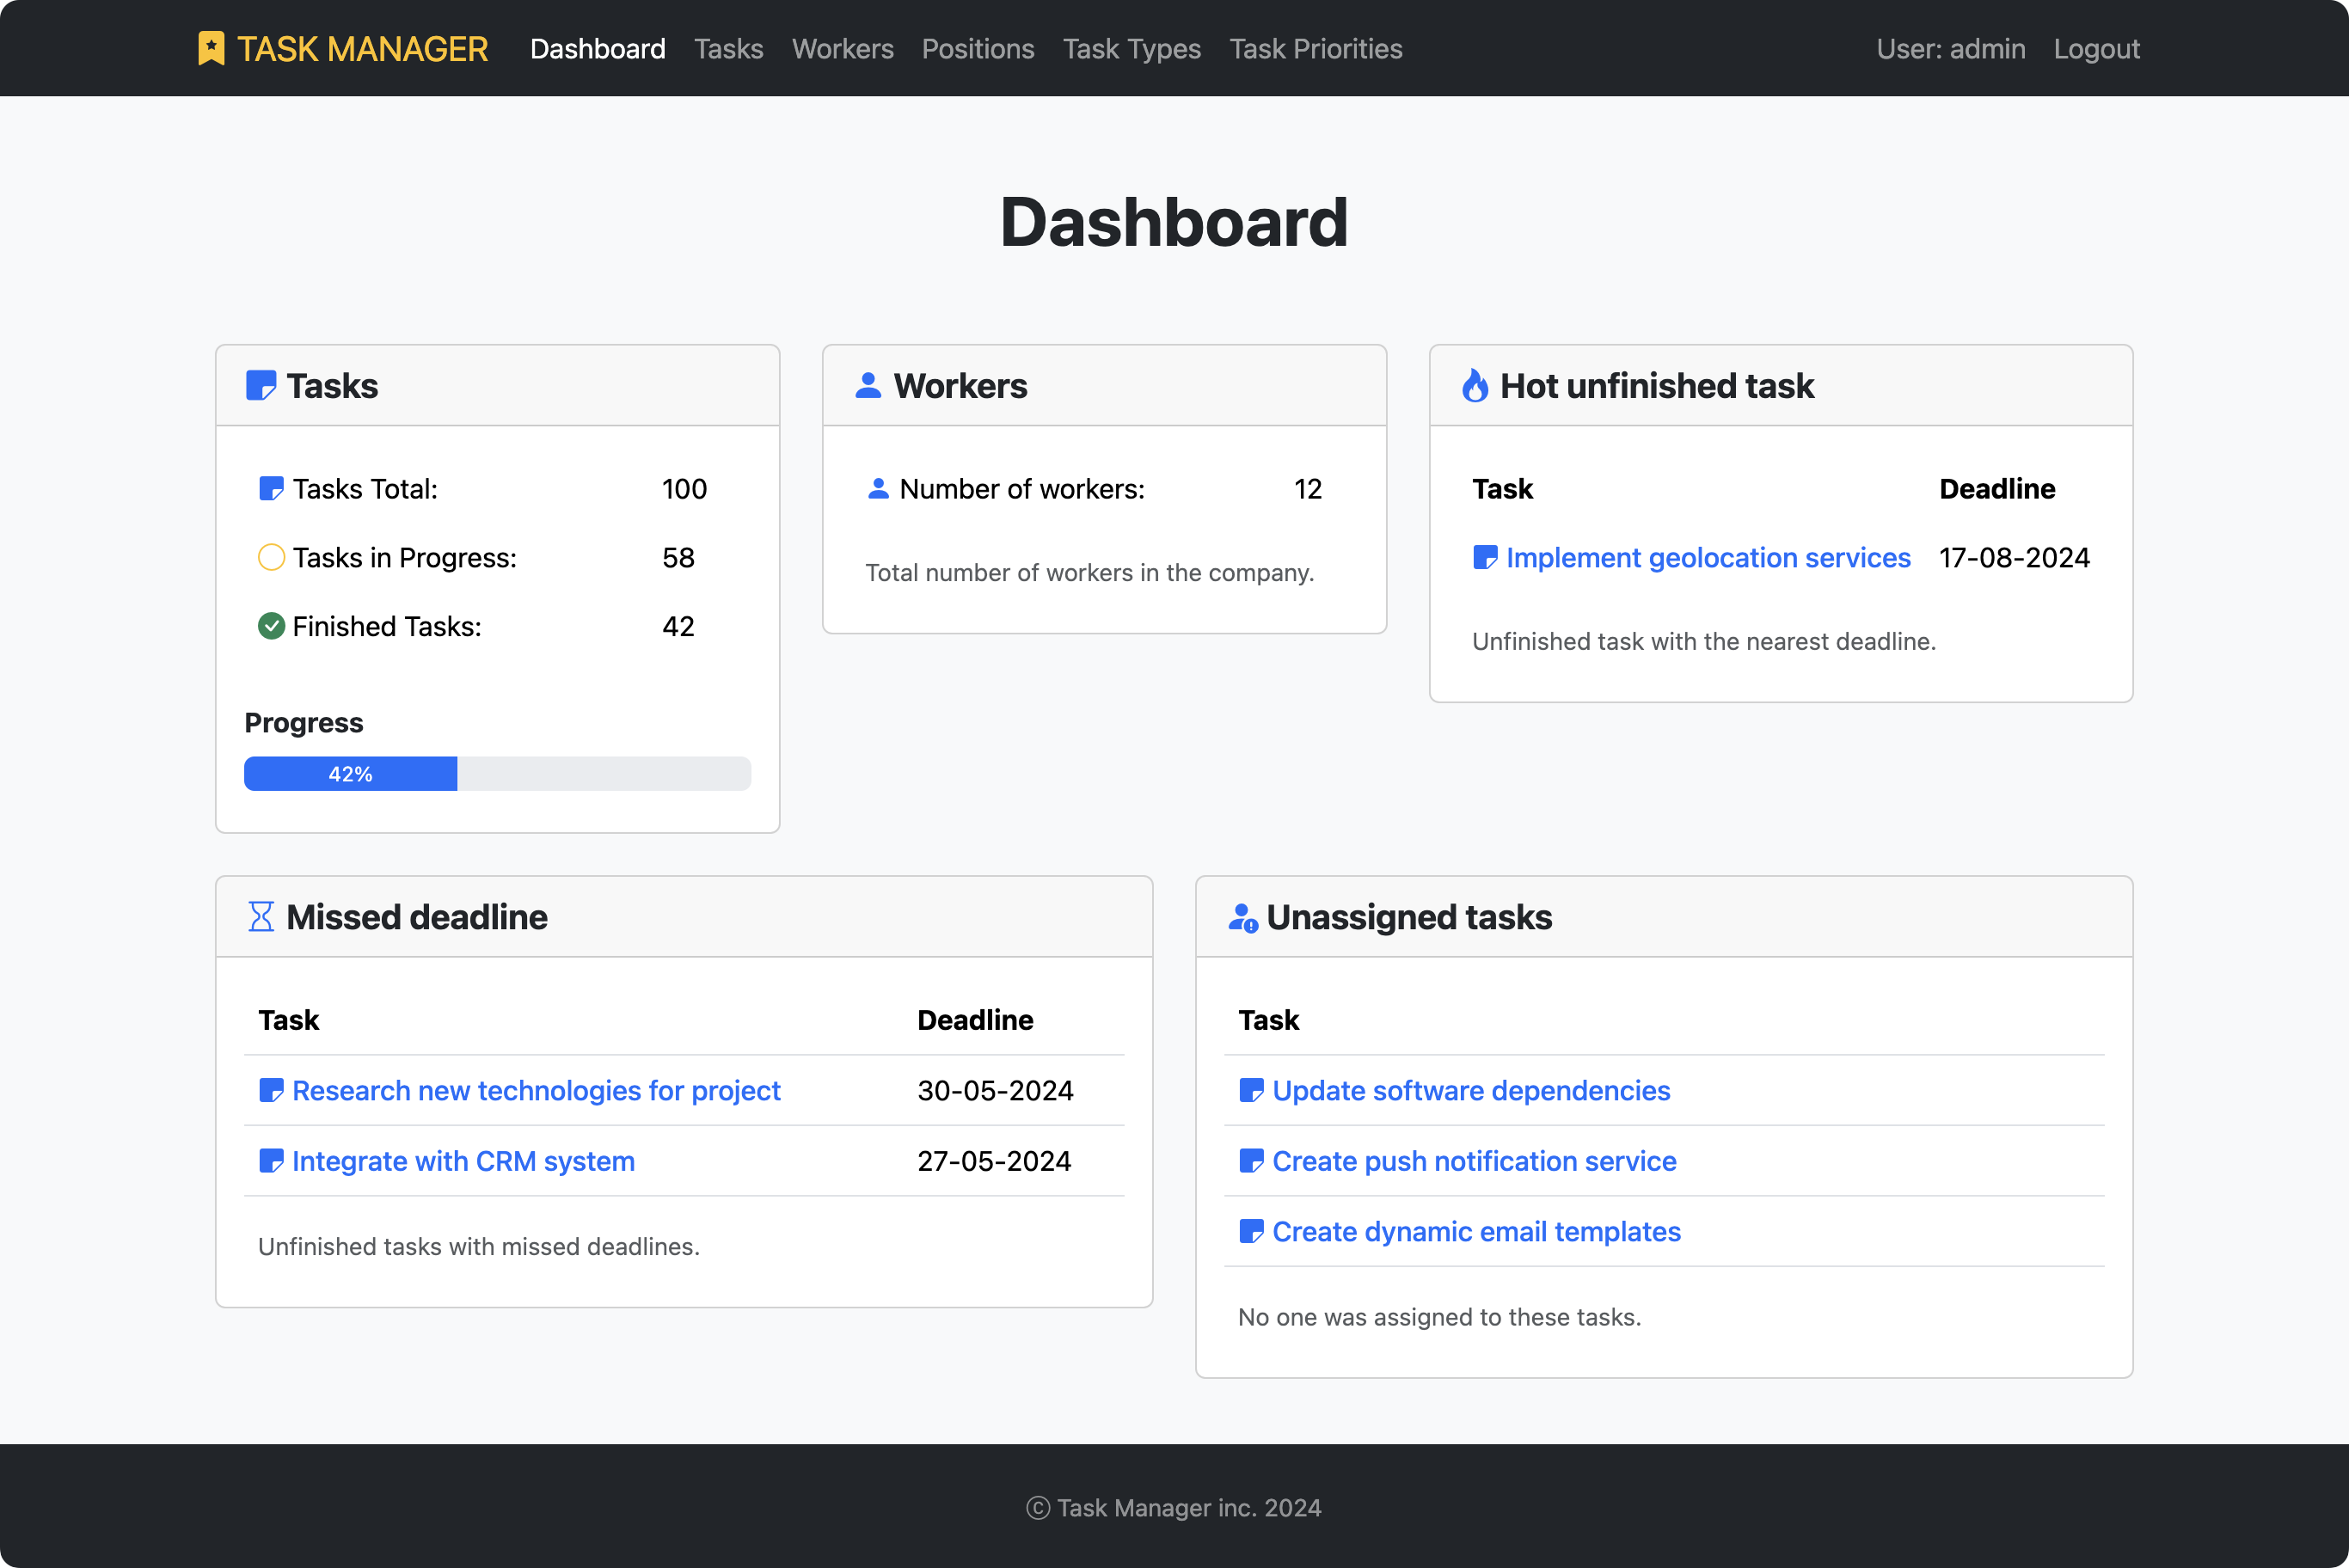 TASK MANAGER Dashboard Tasks Workers Positions Task Types Task Priorities User: admin Logout
Dashboard
Tasks
Tasks Total: 100
Tasks in Progress: 58
Finished Tasks: 42
Progress
42%
Workers
Number of workers: 12
Total number of workers in the company.
Hot unfinished task
Task Deadline
Implement geolocation services 17-08-2024
Unfinished task with the nearest deadline.
Missed deadline
Task Deadline
Research new technologies for project 30-05-2024
Integrate with CRM system 27-05-2024
Unfinished tasks with missed deadlines.
Unassigned tasks
Task
Update software dependencies
Create push notification service
Create dynamic email templates
No one was assigned to these tasks.
© Task Manager inc. 2024